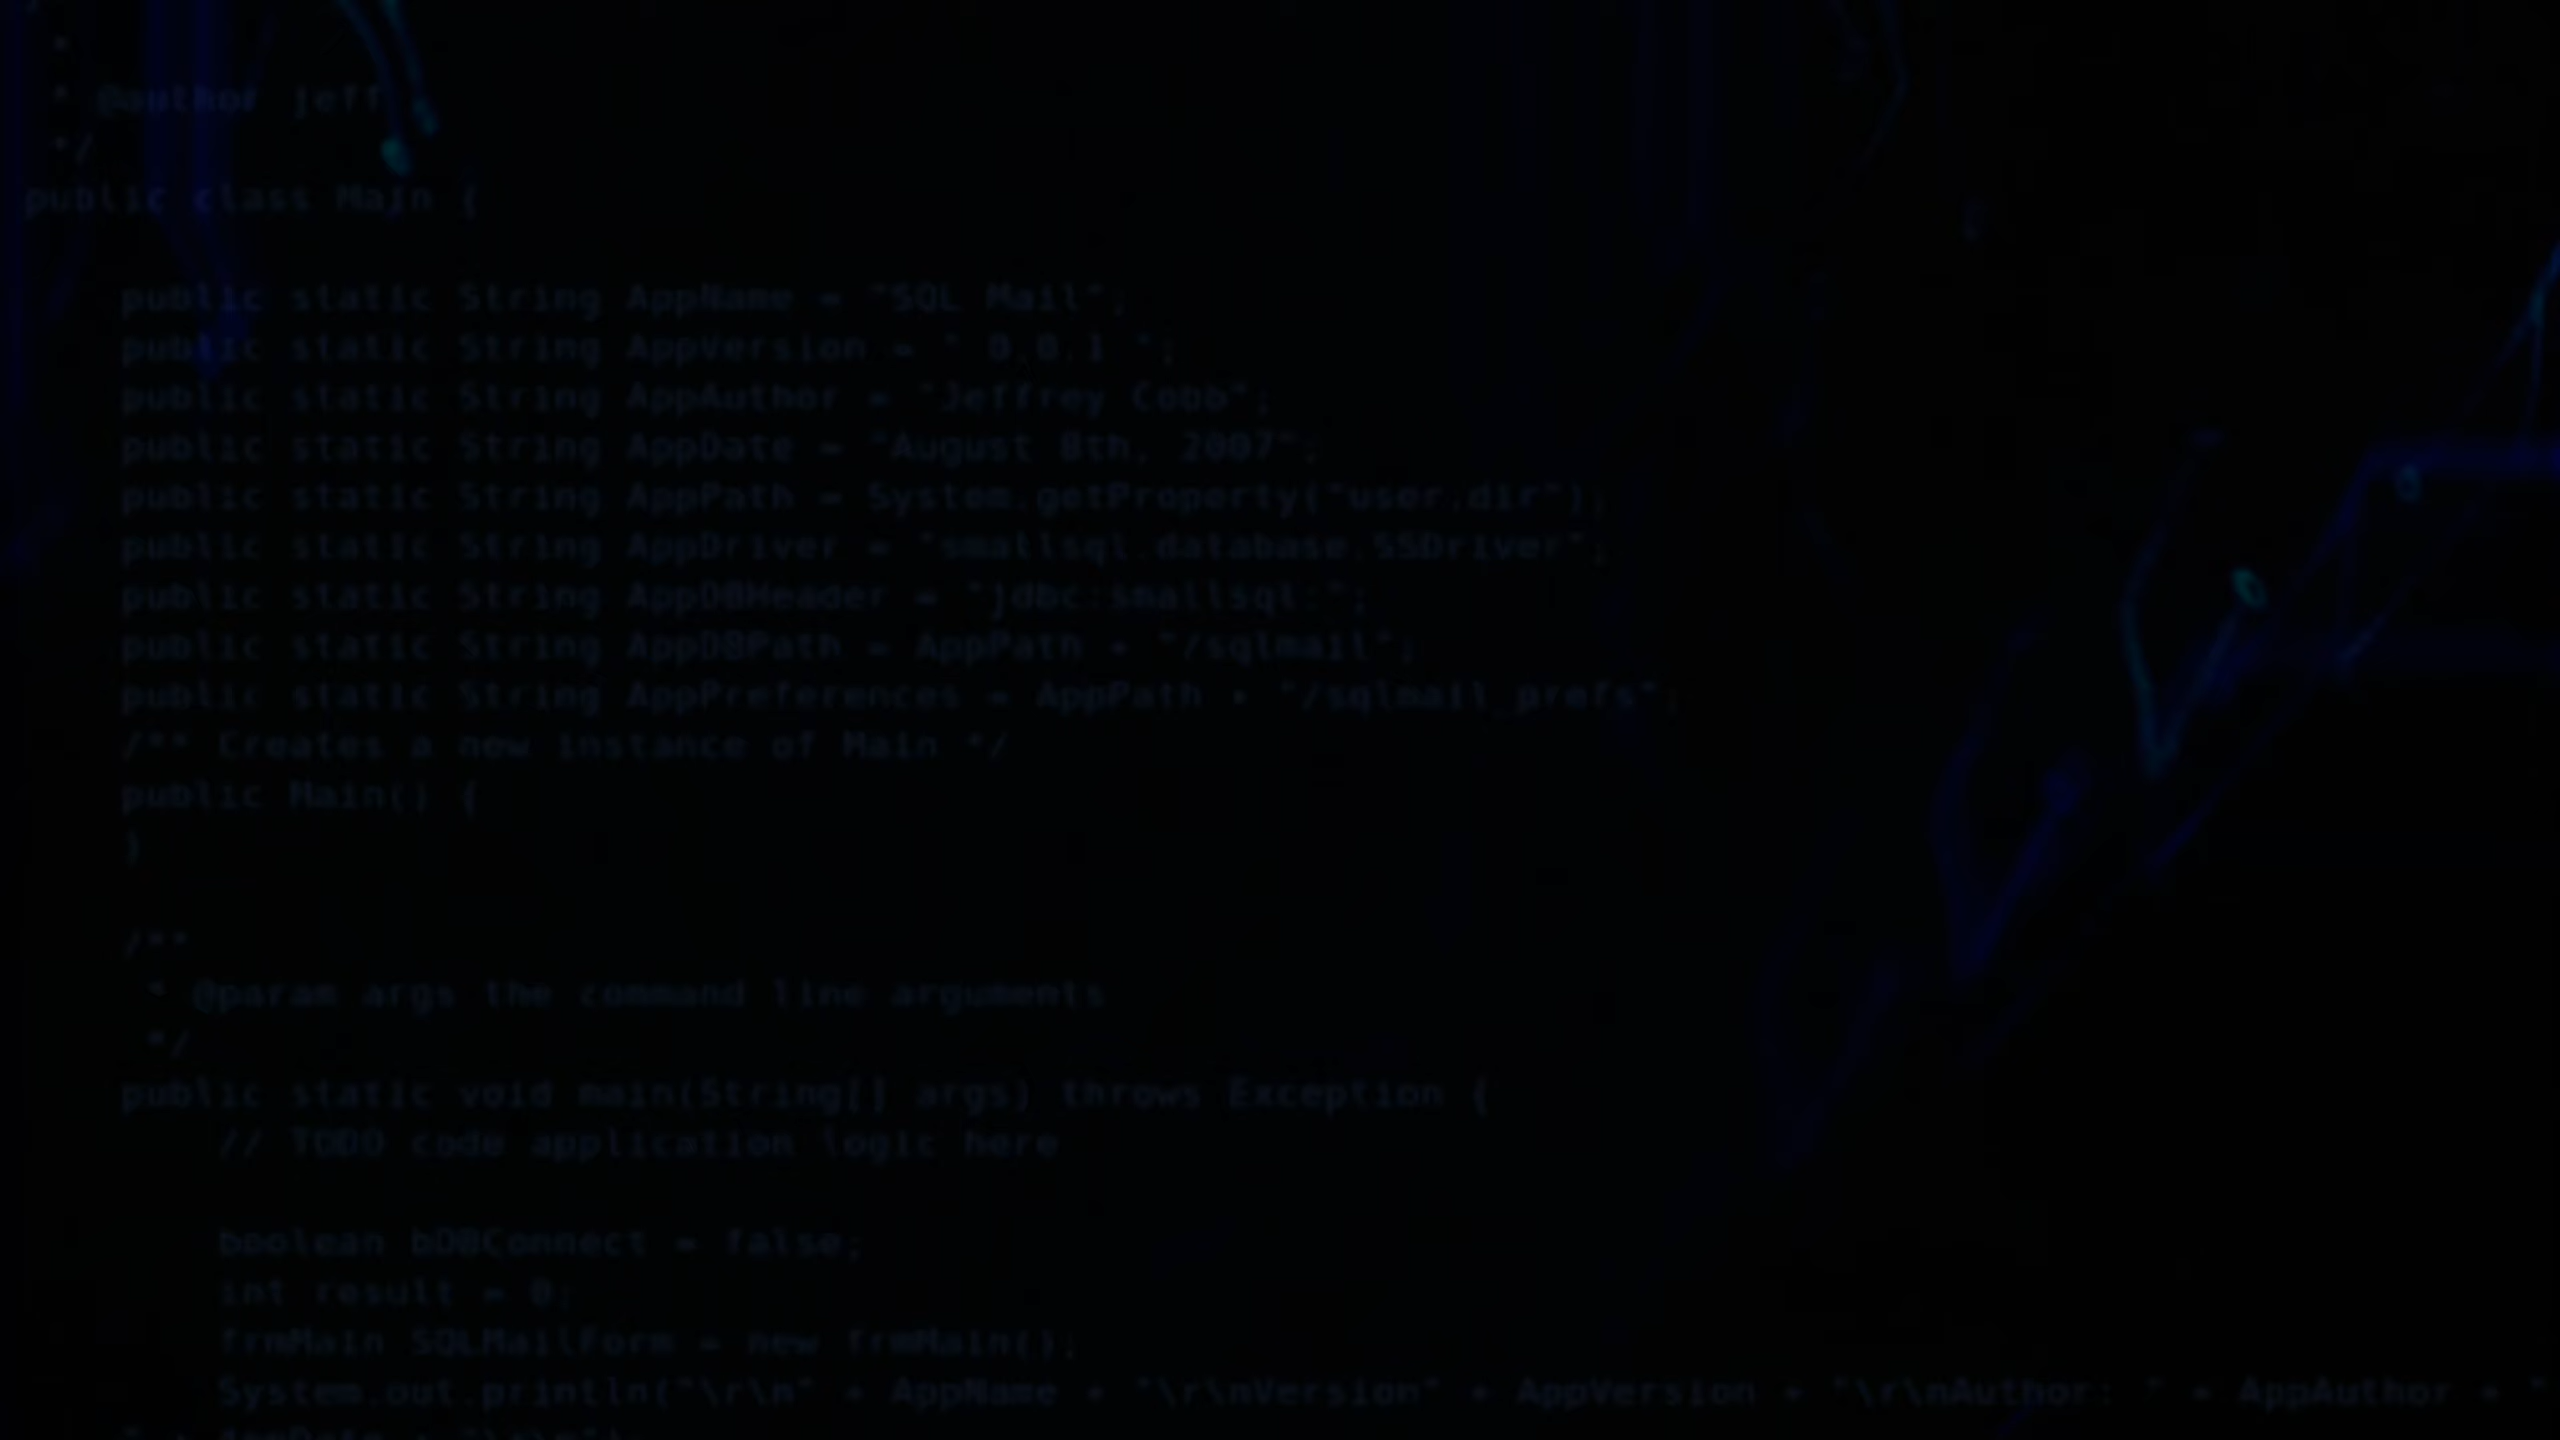 *
* @author jeff
*/
public class Main {
public static String AppName = "SQL Mail";
public static String AppVersion = " 0.0.1 ";
public static String AppAuthor = "Jeffrey Cobb";
public static String AppDate = "August 8th, 2007";
public static String AppPath = System.getProperty("user.dir");
public static String AppDriver = "smallsql.database.SSDriver";
public static String AppDBHeader = "jdbc:smallsql:";
public static String AppDBPath = AppPath + "/sqlmail";
public static String AppPreferences = AppPath + "/sqlmail_prefs";
/** Creates a new instance of Main */
public Main() {
}
/**
* @param args the command line arguments
*/
public static void main(String[] args) throws Exception {
// TODO code application logic here
boolean bDBConnect = false;
int result = 0;
frmMain SQLMailForm = new frmMain();
System.out.println("\r\n" + AppName + "\r\nVersion" + AppVersion + "\r\nAuthor: " + AppAuthor + "